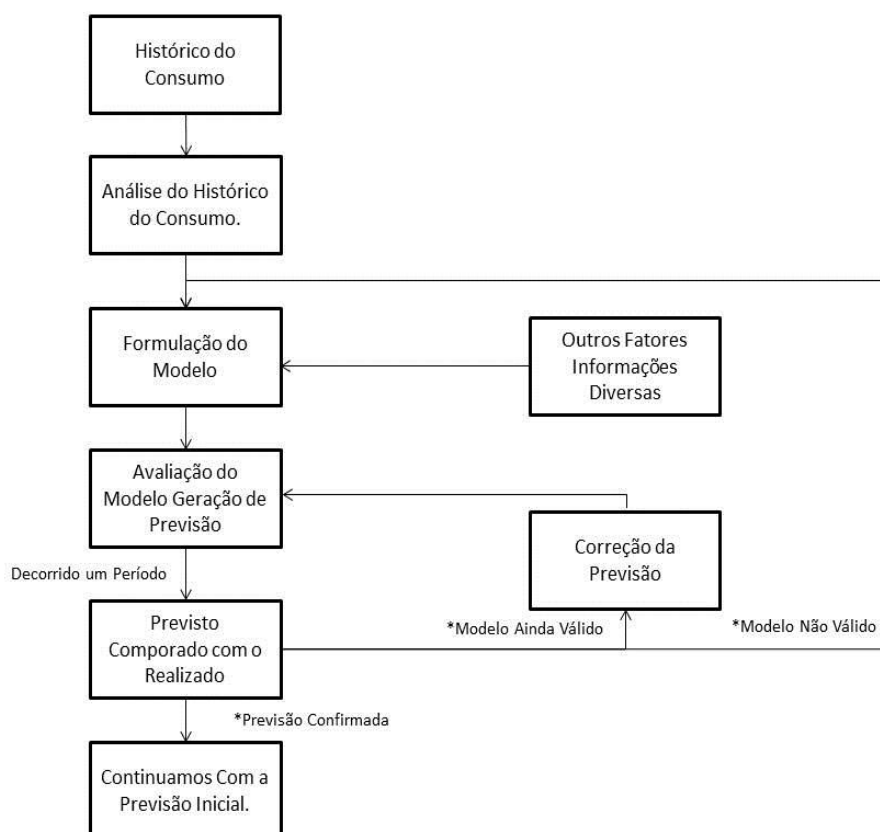 Histórico do
Consumo
Análise do Histórico
do Consumo.
Formulação do
Modelo
Outros Fatores
Informações
Diversas
Avaliação do
Modelo Geração de
Previsão
Correção da
Previsão
Decorrido um Período
Previsto
Comporado com o
Realizado
*Modelo Ainda Válido
*Modelo Não Válido
*Previsão Confirmada
Continuamos Com a
Previsão Inicial.